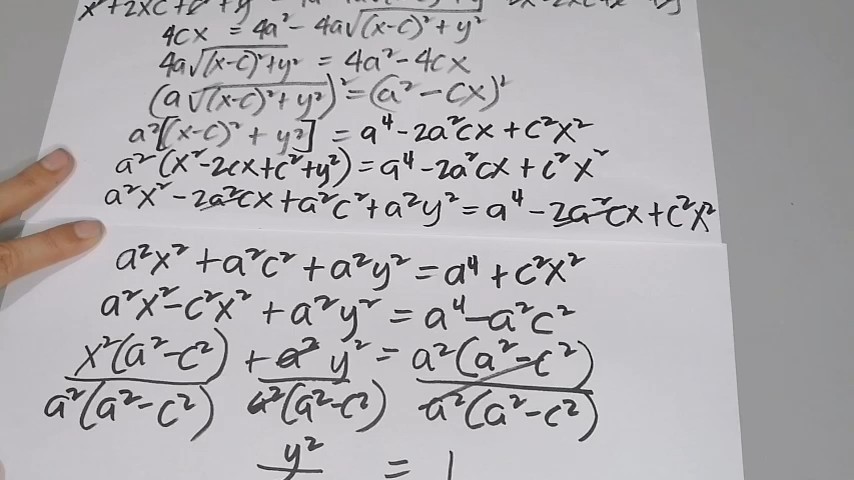 4cx = 4a² - 4a√(x-c)² + y²
4a√(x-c)² + y² = 4a² - 4cx
(a√(x-c)² + y²)² = (a² - cx)²
a²[(x-c)² + y²] = a⁴ - 2a²cx + c²x²
a²(x² - 2cx + c² + y²) = a⁴ - 2a²cx + c²x²
a²x² - 2a²cx + a²c² + a²y² = a⁴ - 2a²cx + c²x²
a²x² + a²c² + a²y² = a⁴ + c²x²
a²x² - c²x² + a²y² = a⁴ - a²c²
x²(a² - c²) + a² y² = a²(a² - c²)
a²(a² - c²) a²(a² - c²) a²(a² - c²)
y² = 1